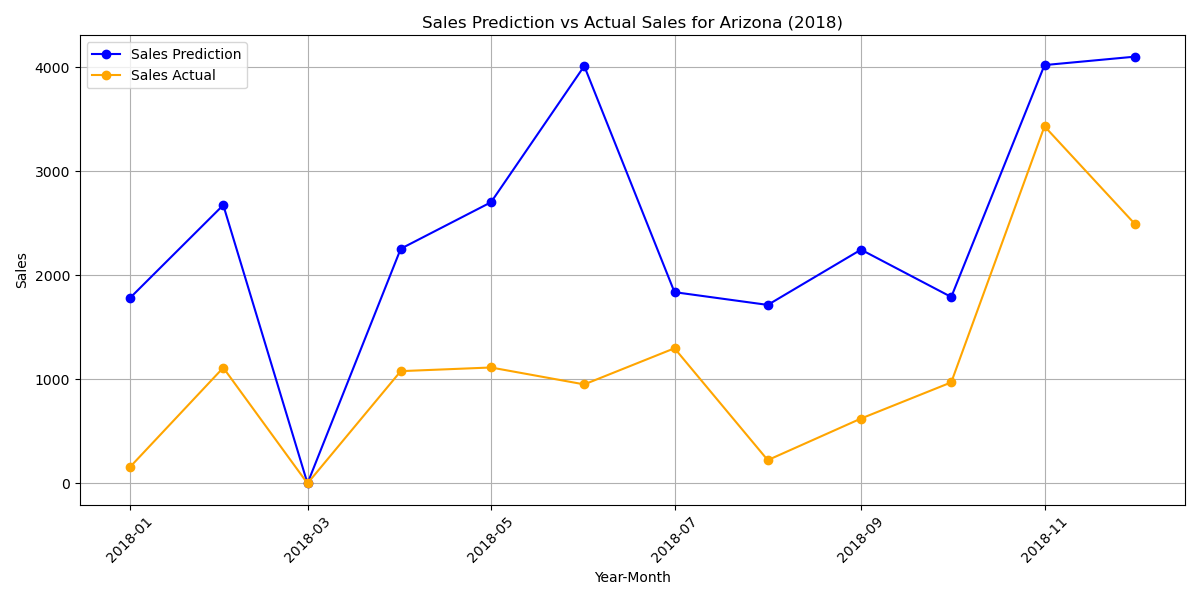 Sales Prediction vs Actual Sales for Arizona (2018)
Sales Prediction
Sales Actual
4000
3000
2000
1000
0
Sales
2018-01
2018-03
2018-05
2018-07
2018-09
2018-11
Year-Month